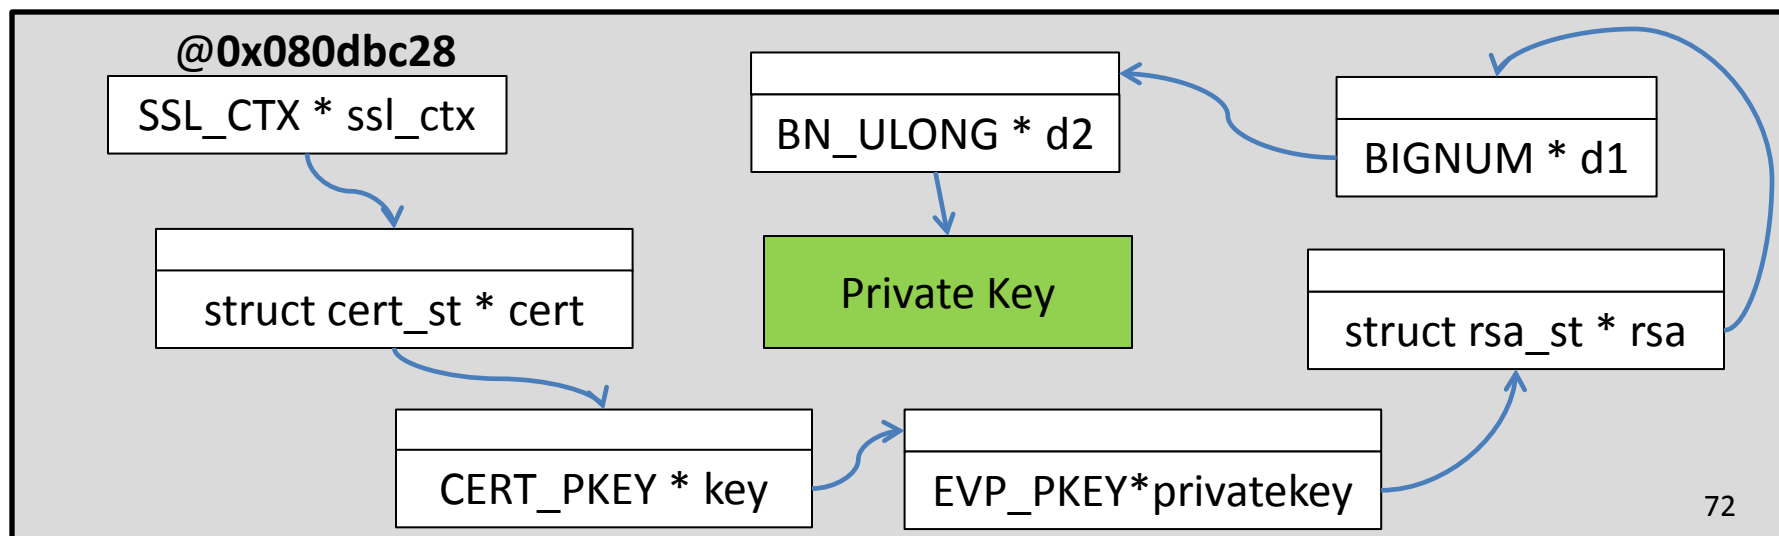 @0x080dbc28
SSL_CTX * ssl_ctx
struct cert_st * cert
CERT_PKEY * key
EVP_PKEY*privatekey
struct rsa_st * rsa
BIGNUM * d1
BN_ULONG * d2
Private Key
72